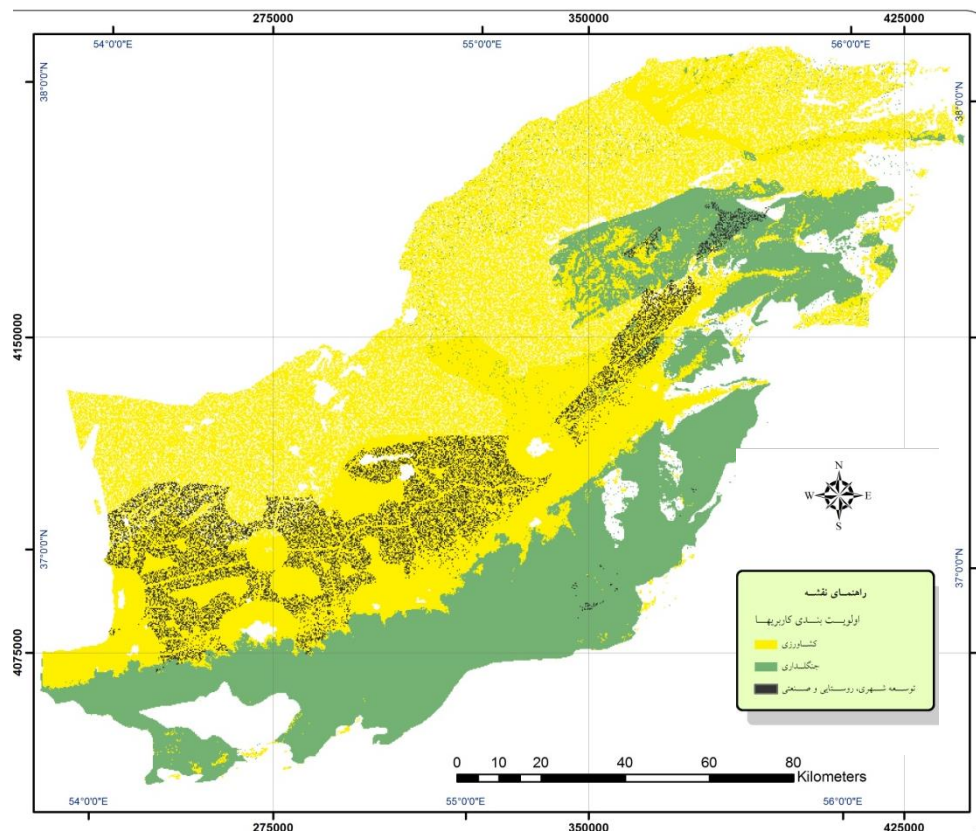 275000 350000 425000
54°0'0"E 55°0'0"E 56°0'0"E
38°0'0"N
38°0'0"N
4150000
4150000
37°0'0"N
37°0'0"N
4075000
4075000
N
W E
S
راهنمای نقشه
اولویت بندی کاربریها
کشاورزی
جنگلداری
توسعه شهری، روستایی و صنعتی
0 10 20 40 60 80
Kilometers
54°0'0"E 55°0'0"E 56°0'0"E
275000 350000 425000